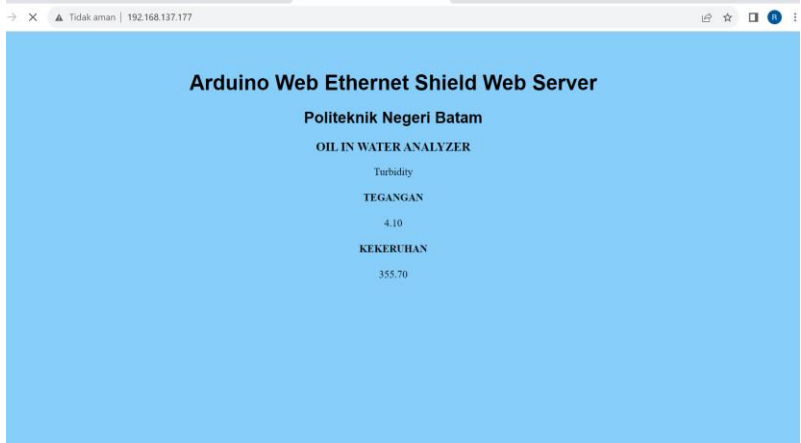 Tidak aman | 192.168.137.177
R
Arduino Web Ethernet Shield Web Server
Politeknik Negeri Batam
OIL IN WATER ANALYZER
Turbidity
TEGANGAN
4.10
KEKERUHAN
355.70